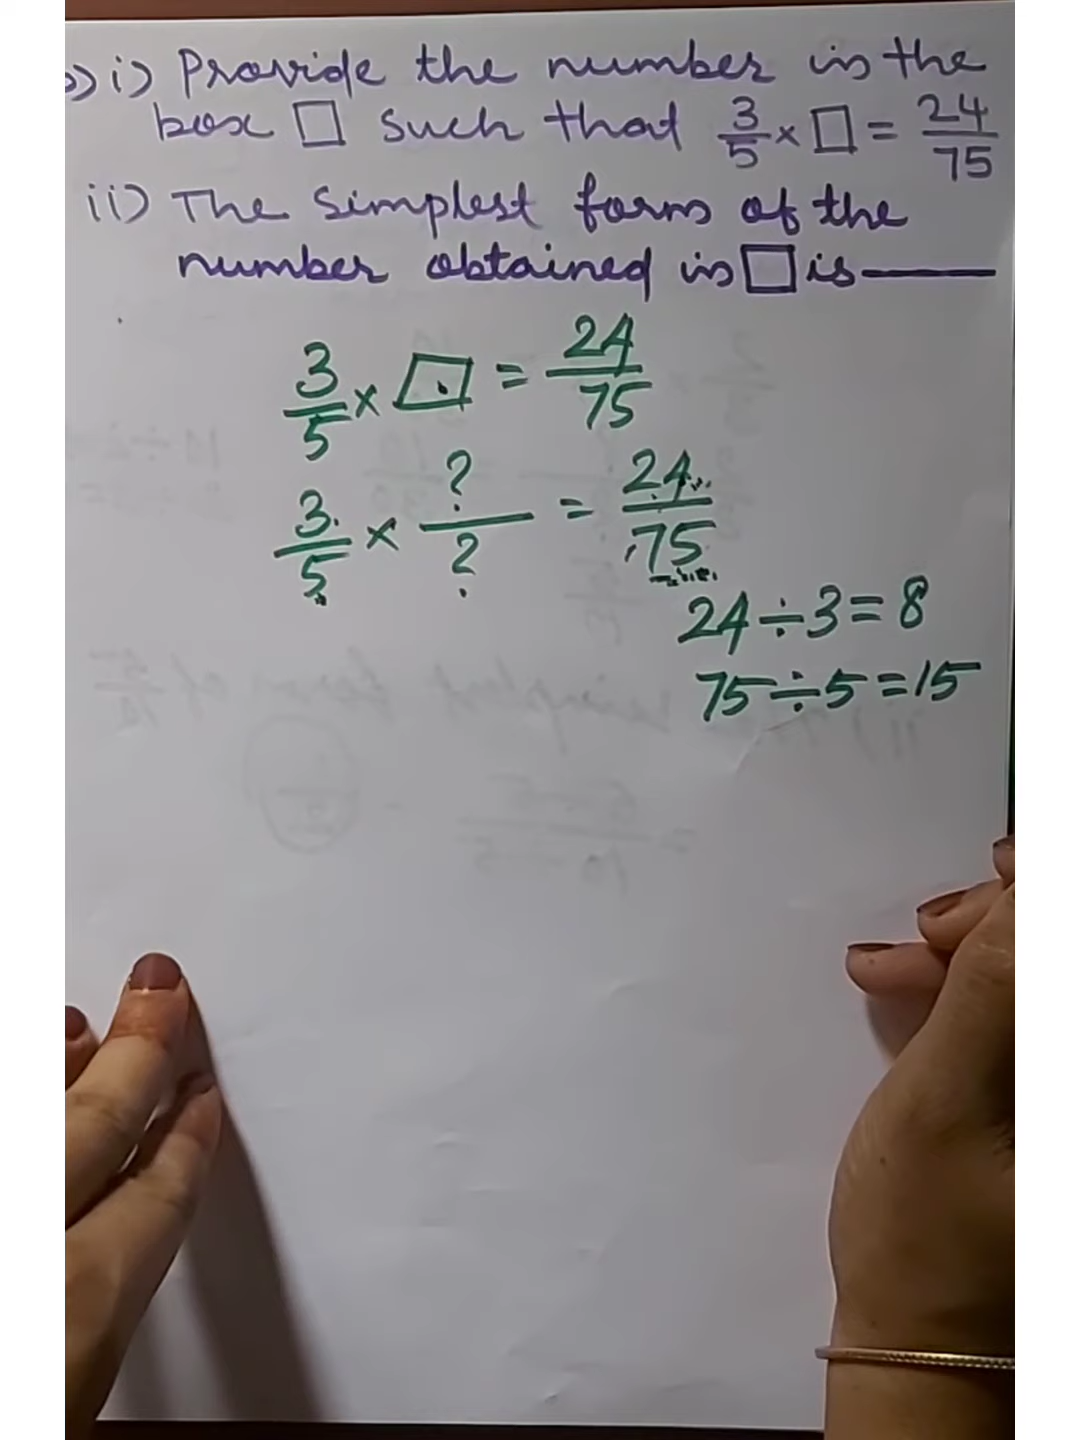 i) Provide the number in the
box □ such that 3/5 × □ = 24/75
ii) The simplest form of the
number obtained in □ is ———
3/5 × □ = 24/75
3/5 × ?/? = 24/75
24 ÷ 3 = 8
75 ÷ 5 = 15